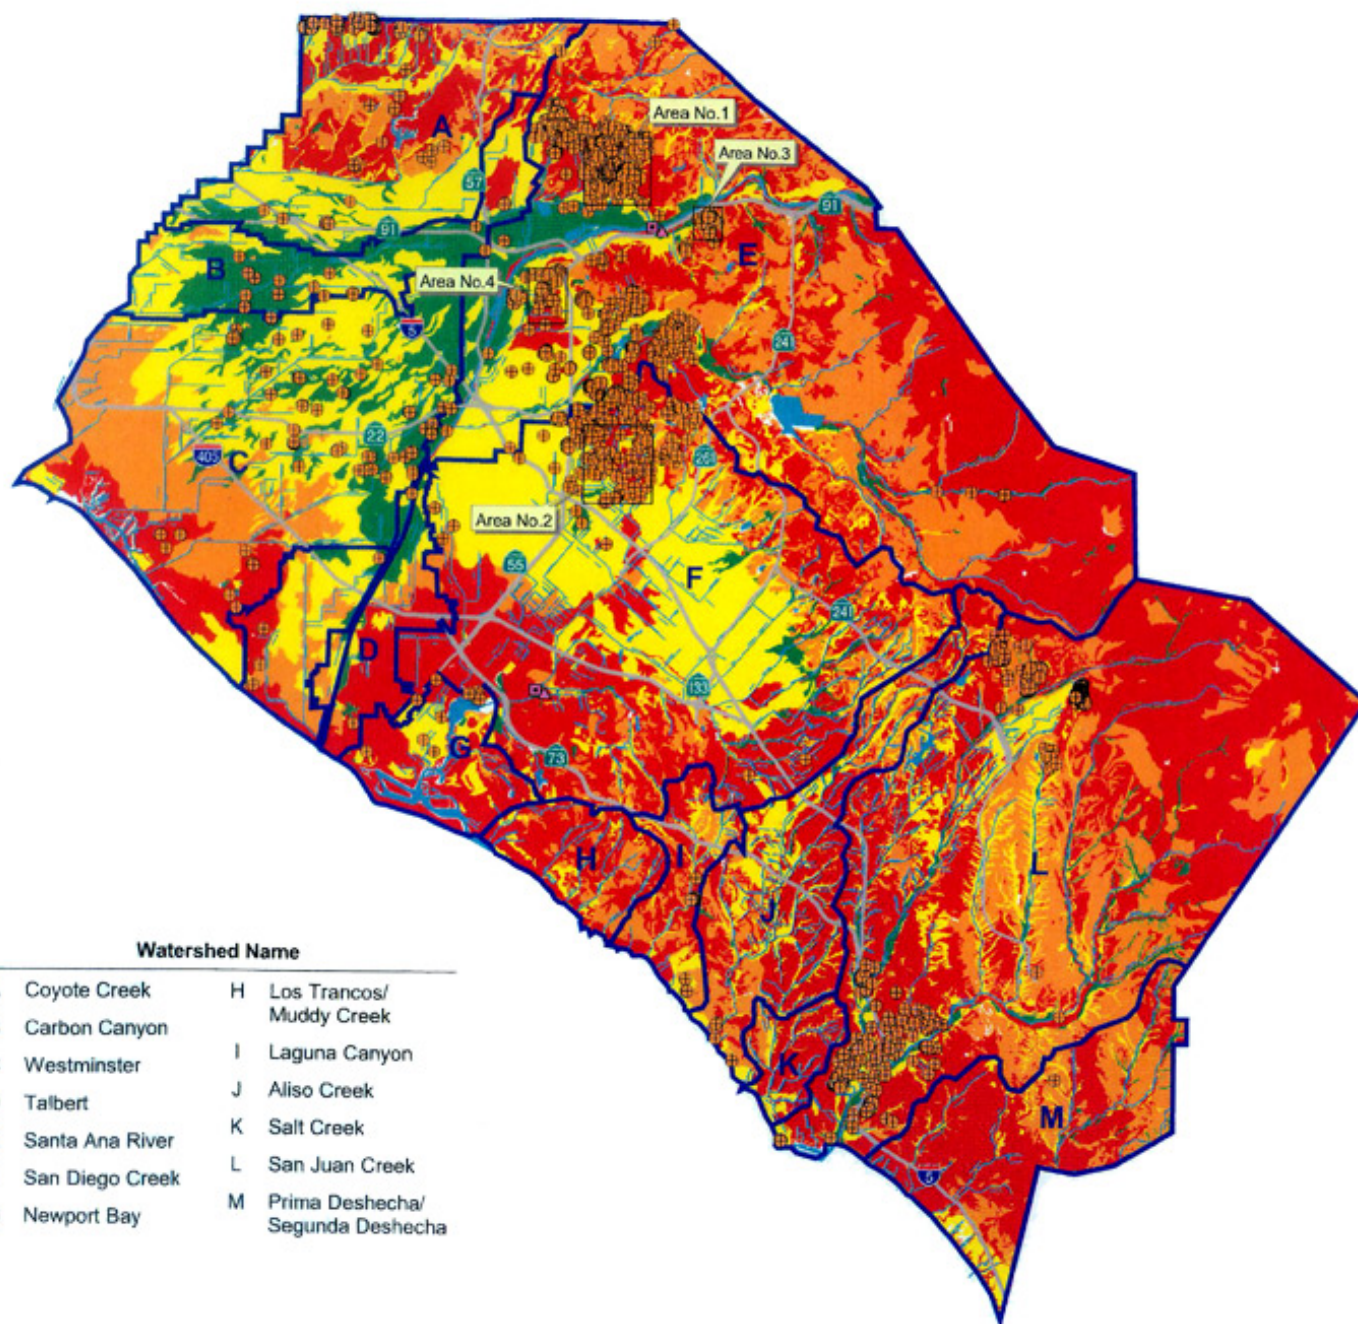 Area No.1
Area No.3
A
57
91
91
B
E
Area No.4
5
241
22
261
405
C
Area No.2
55
F
241
D
133
G
73
H
I
L
J
Watershed Name
Coyote Creek H Los Trancos/
Muddy Creek
Carbon Canyon
I Laguna Canyon
Westminster
J Aliso Creek
Talbert
K Salt Creek
Santa Ana River
L San Juan Creek
San Diego Creek
M Prima Deshecha/
Newport Bay
Segunda Deshecha
K
M
5